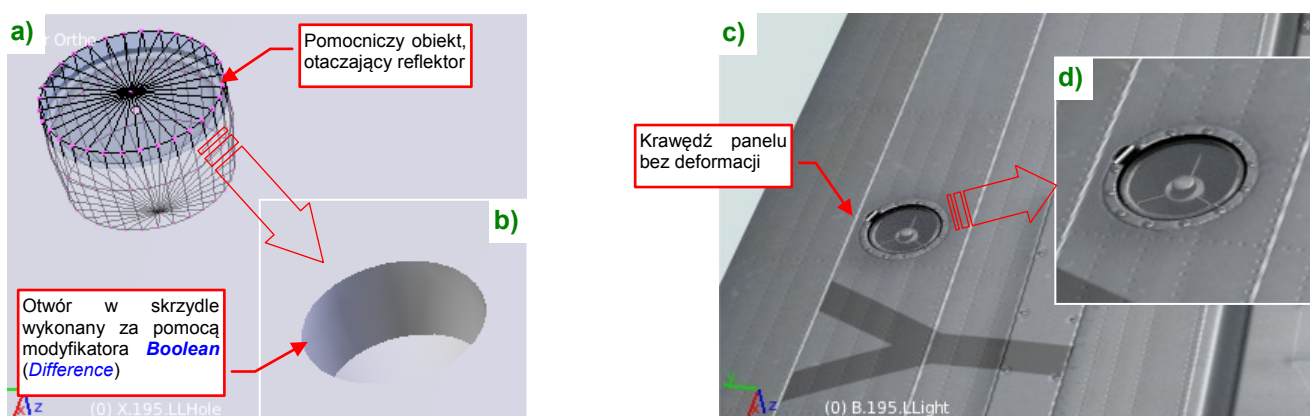 a)
r Ortho
Pomocniczy obiekt,
otaczający reflektor
b)
Otwór w skrzydle
wykonany za pomocą
modyfikatora Boolean
(Difference)
x z
(0) X.195.LLHole
c)
d)
Krawędź panelu
bez deformacji
y
x z
(0) B.195.LLight